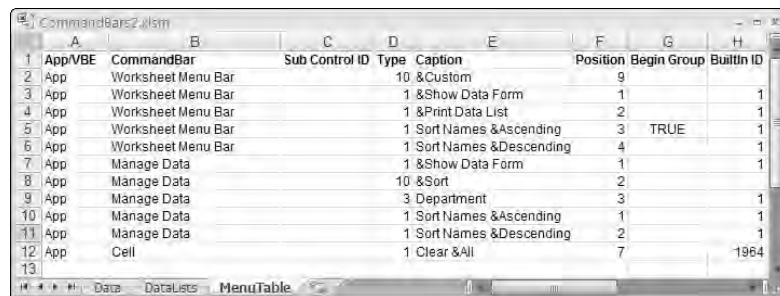 CommandBars2.xlsm
A B C D E F G H
1 App/VBE CommandBar Sub Control ID Type Caption Position Begin Group BuiltIn ID
2 App Worksheet Menu Bar 10 &Custom 9
3 App Worksheet Menu Bar 1 &Show Data Form 1 1
4 App Worksheet Menu Bar 1 &Print Data List 2 1
5 App Worksheet Menu Bar 1 Sort Names &Ascending 3 TRUE 1
6 App Worksheet Menu Bar 1 Sort Names &Descending 4 1
7 App Manage Data 1 &Show Data Form 1 1
8 App Manage Data 10 &Sort 2
9 App Manage Data 3 Department 3 1
10 App Manage Data 1 Sort Names &Ascending 1 1
11 App Manage Data 1 Sort Names &Descending 2 1
12 App Cell 1 Clear &All 7 1964
13
Data DataLists MenuTable